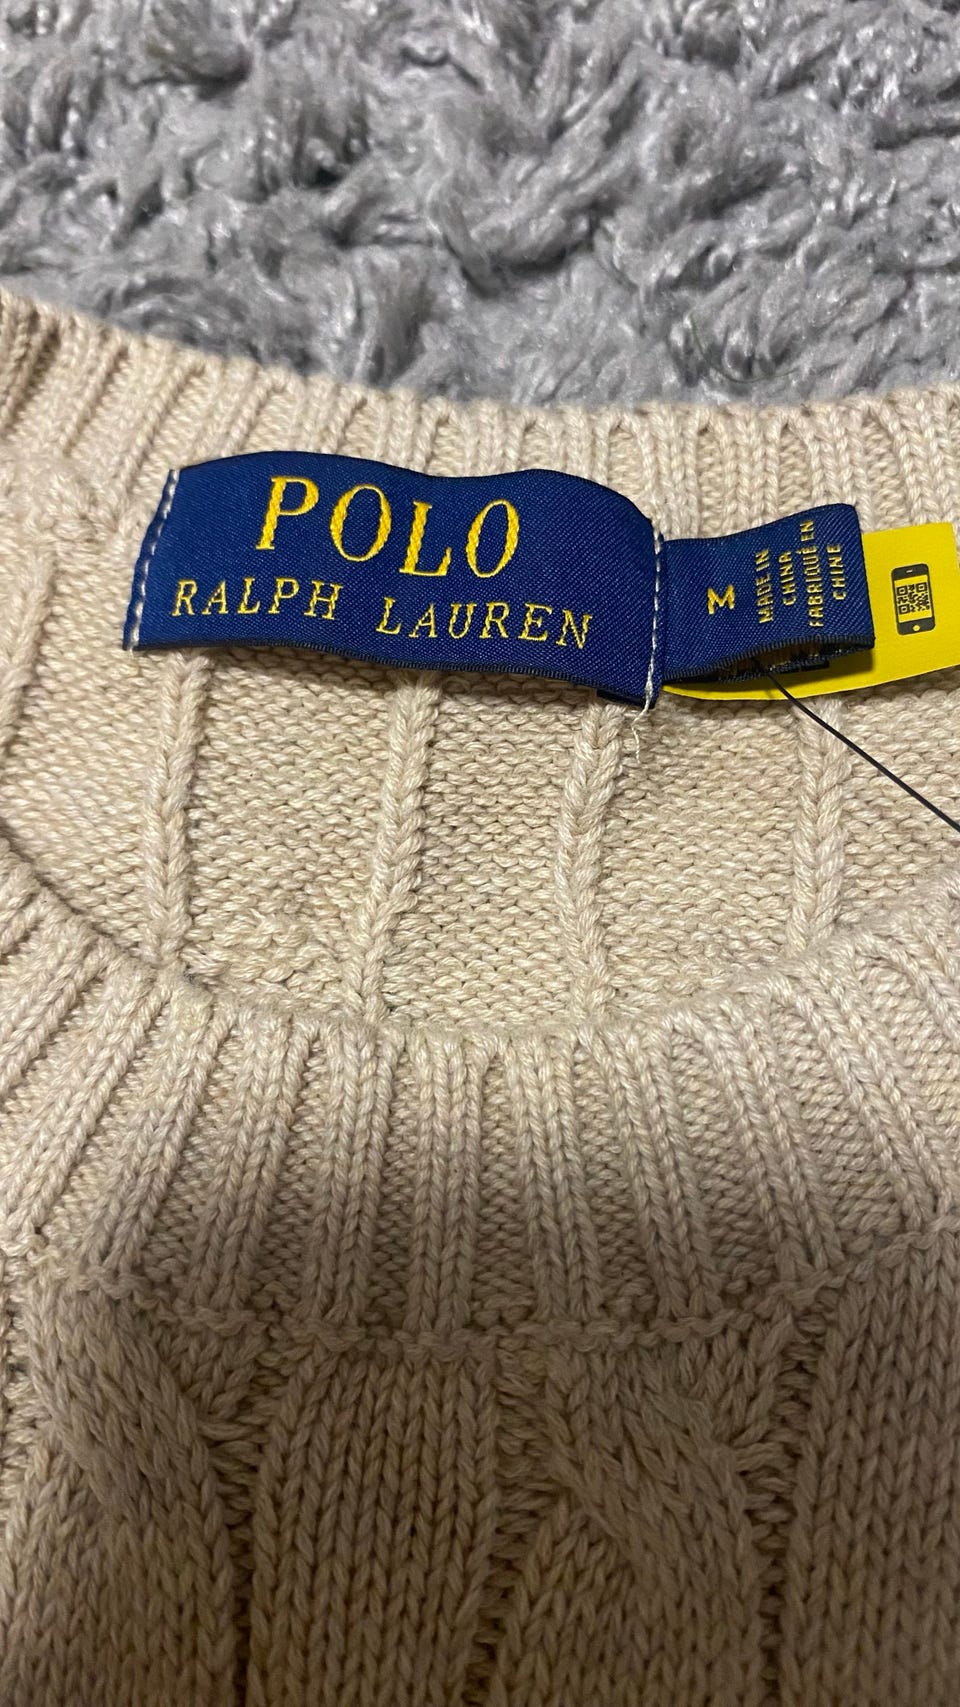 POLO
RALPH LAUREN
M
MADE IN
CHINA
FABRIQUÉ EN
CHINE